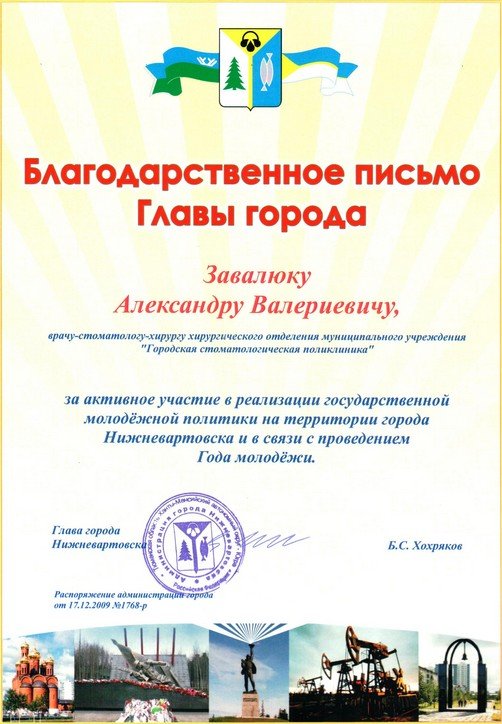 Благодарственное письмо
Главы города
Завалюку
Александру Валериевичу,
врачу-стоматологу-хирургу хирургического отделения муниципального учреждения
"Городская стоматологическая поликлиника"
за активное участие в реализации государственной
молодёжной политики на территории города
Нижневартовска и в связи с проведением
Года молодёжи.
Глава города
Нижневартовска
Б.С. Хохряков
Администрация города Нижневартовска
Российская Федерация
Распоряжение администрации города
от 17.12.2009 №1768-р